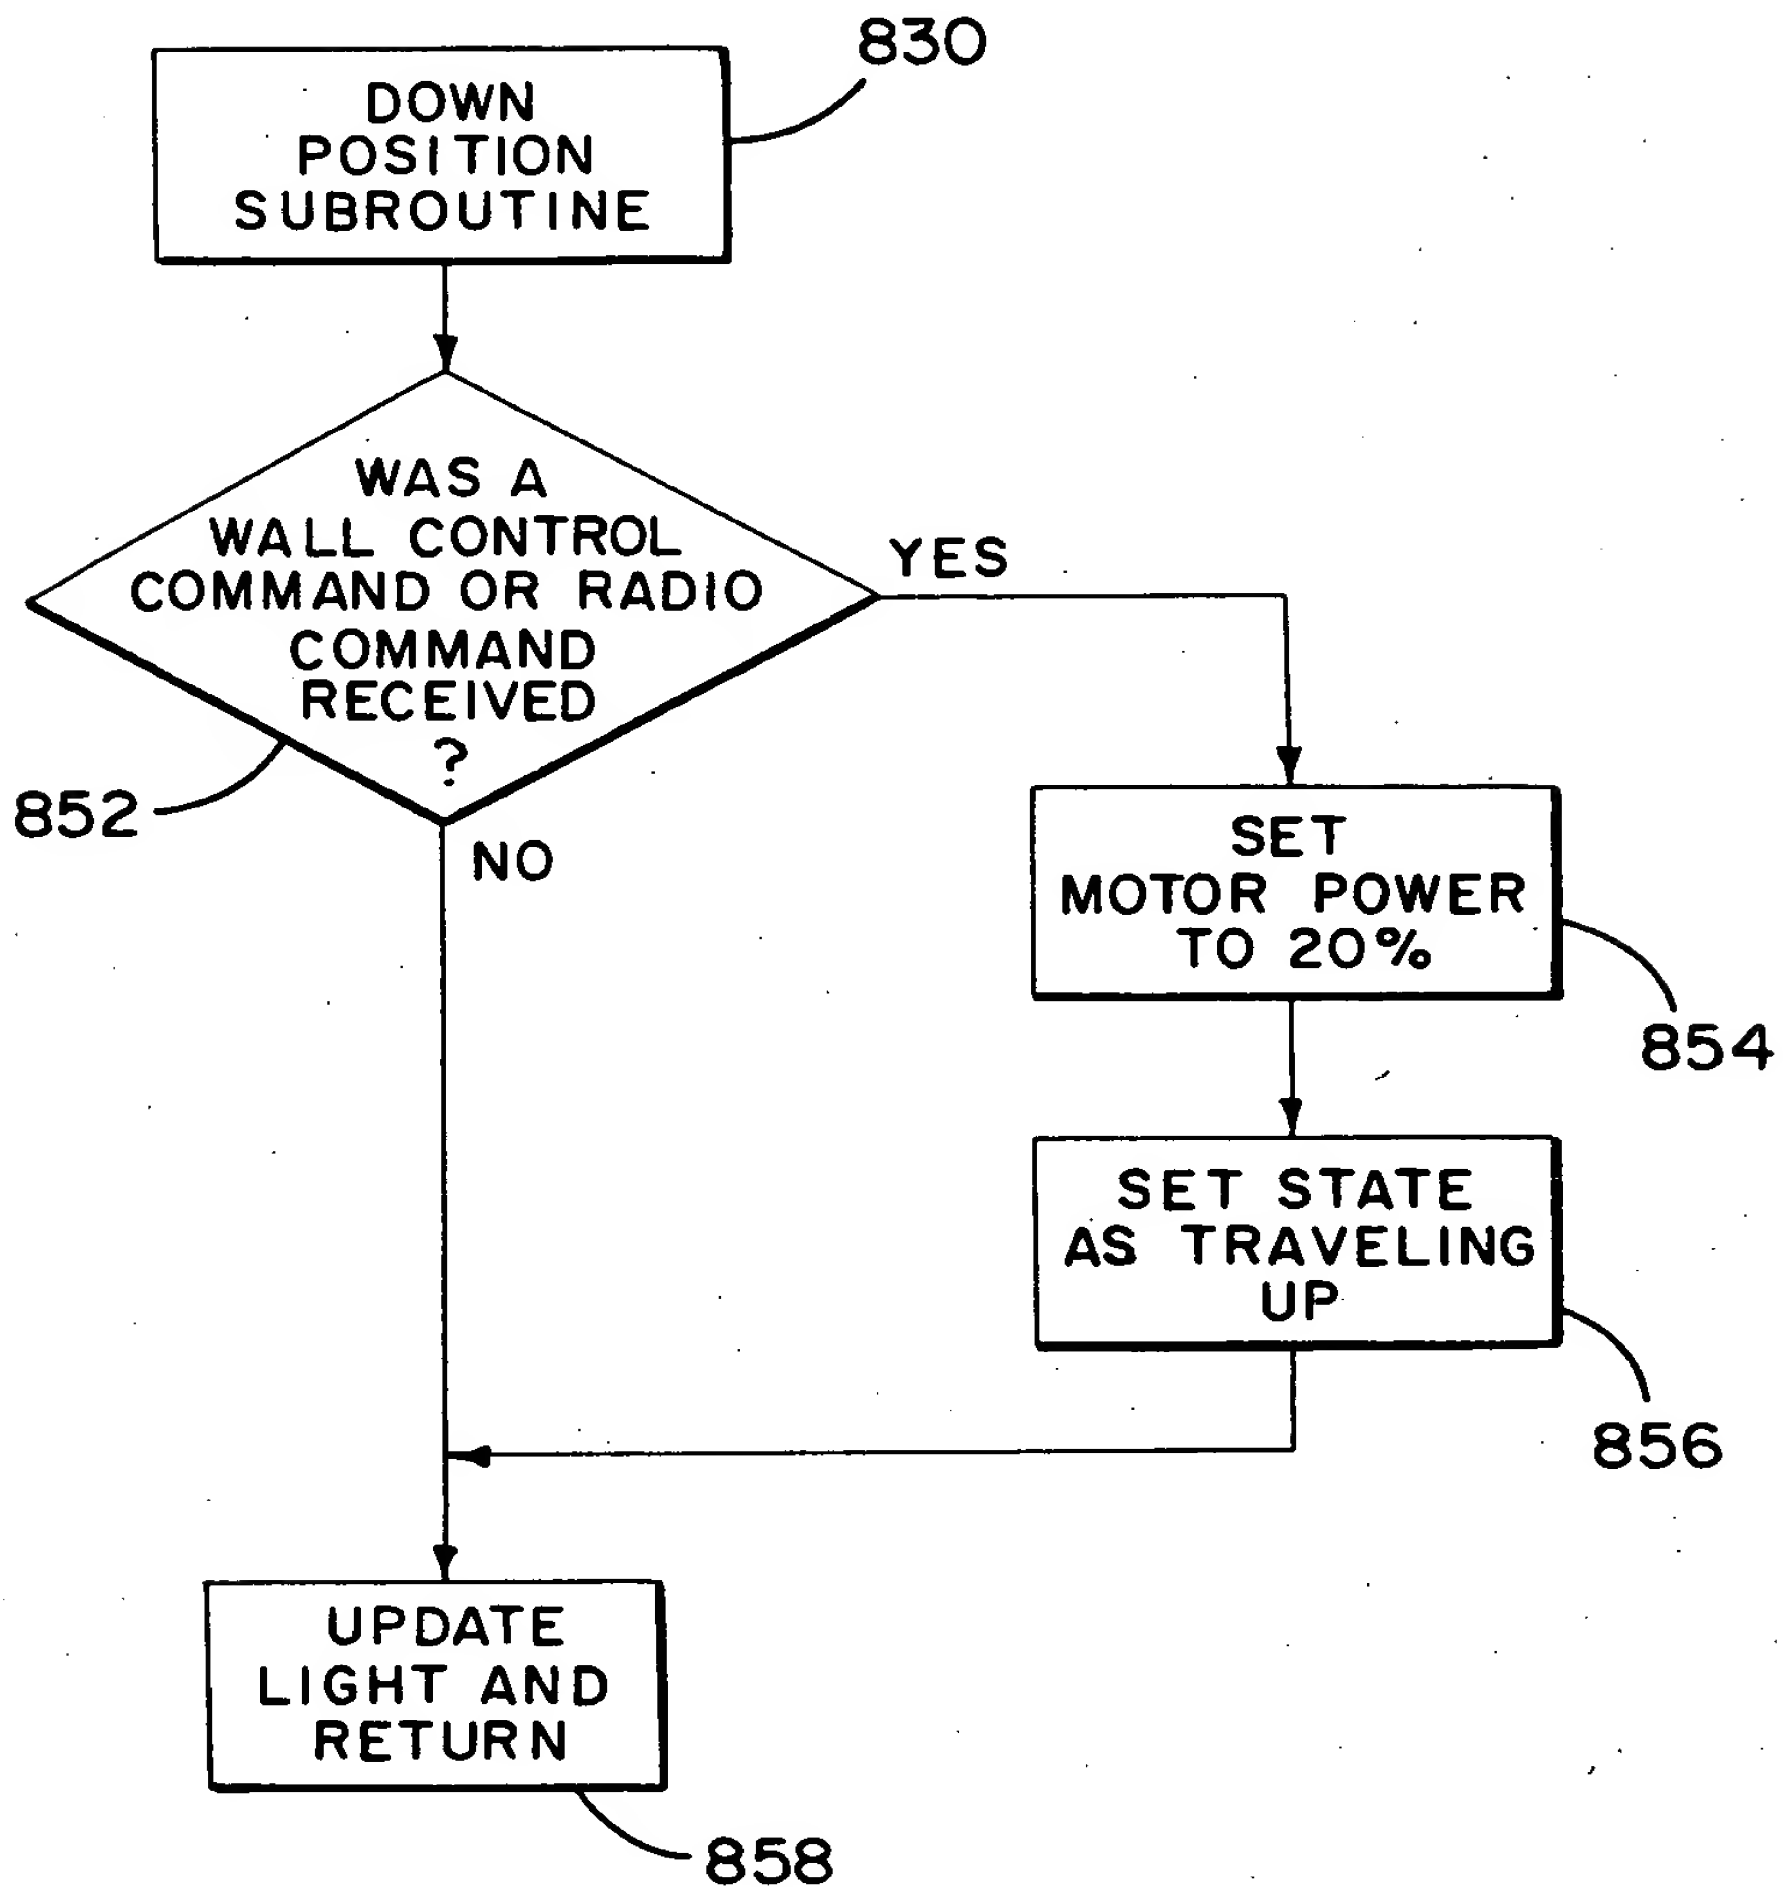 830
DOWN
POSITION
SUBROUTINE
WAS A
WALL CONTROL
COMMAND OR RADIO
COMMAND
RECEIVED
?
YES
852
NO
SET
MOTOR POWER
TO 20%
854
SET STATE
AS TRAVELING
UP
856
UPDATE
LIGHT AND
RETURN
858